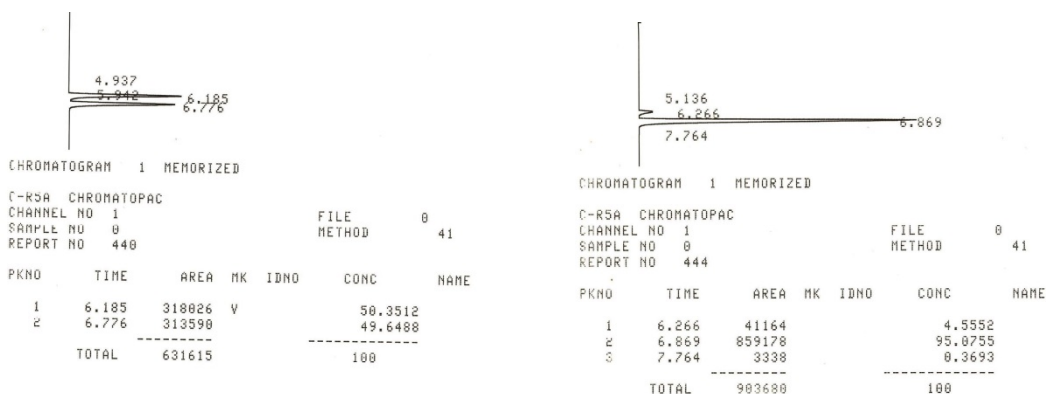 4.937
5.942
6.185
6.776
CHROMATOGRAM 1 MEMORIZED
C-R5A CHROMATOPAC
CHANNEL NO 1 FILE 0
SAMPLE NO 0 METHOD 41
REPORT NO 440
PKNO TIME AREA MK IDNO CONC NAME
1 6.185 318026 V 50.3512
2 6.776 313590 49.6488
TOTAL 631615 100
5.136
6.266
6.869
7.764
CHROMATOGRAM 1 MEMORIZED
C-R5A CHROMATOPAC
CHANNEL NO 1 FILE 0
SAMPLE NO 0 METHOD 41
REPORT NO 444
PKNO TIME AREA MK IDNO CONC NAME
1 6.266 41164 4.5552
2 6.869 859178 95.0755
3 7.764 3338 0.3693
TOTAL 903680 100